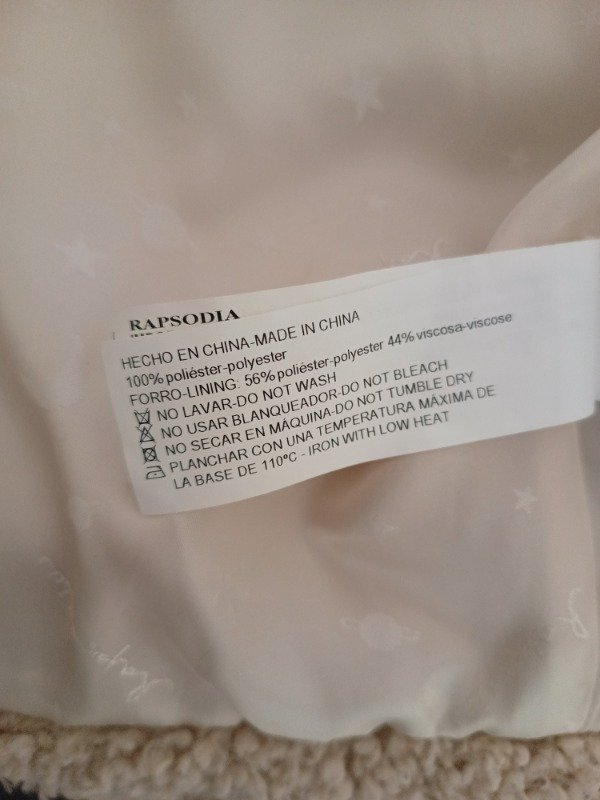 RAPSODIA
HECHO EN CHINA-MADE IN CHINA
100% poliéster-polyester
FORRO-LINING: 56% poliéster-polyester 44% viscosa-viscose
NO LAVAR-DO NOT WASH
NO USAR BLANQUEADOR-DO NOT BLEACH
NO SECAR EN MÁQUINA-DO NOT TUMBLE DRY
PLANCHAR CON UNA TEMPERATURA MÁXIMA DE
LA BASE DE 110°C - IRON WITH LOW HEAT